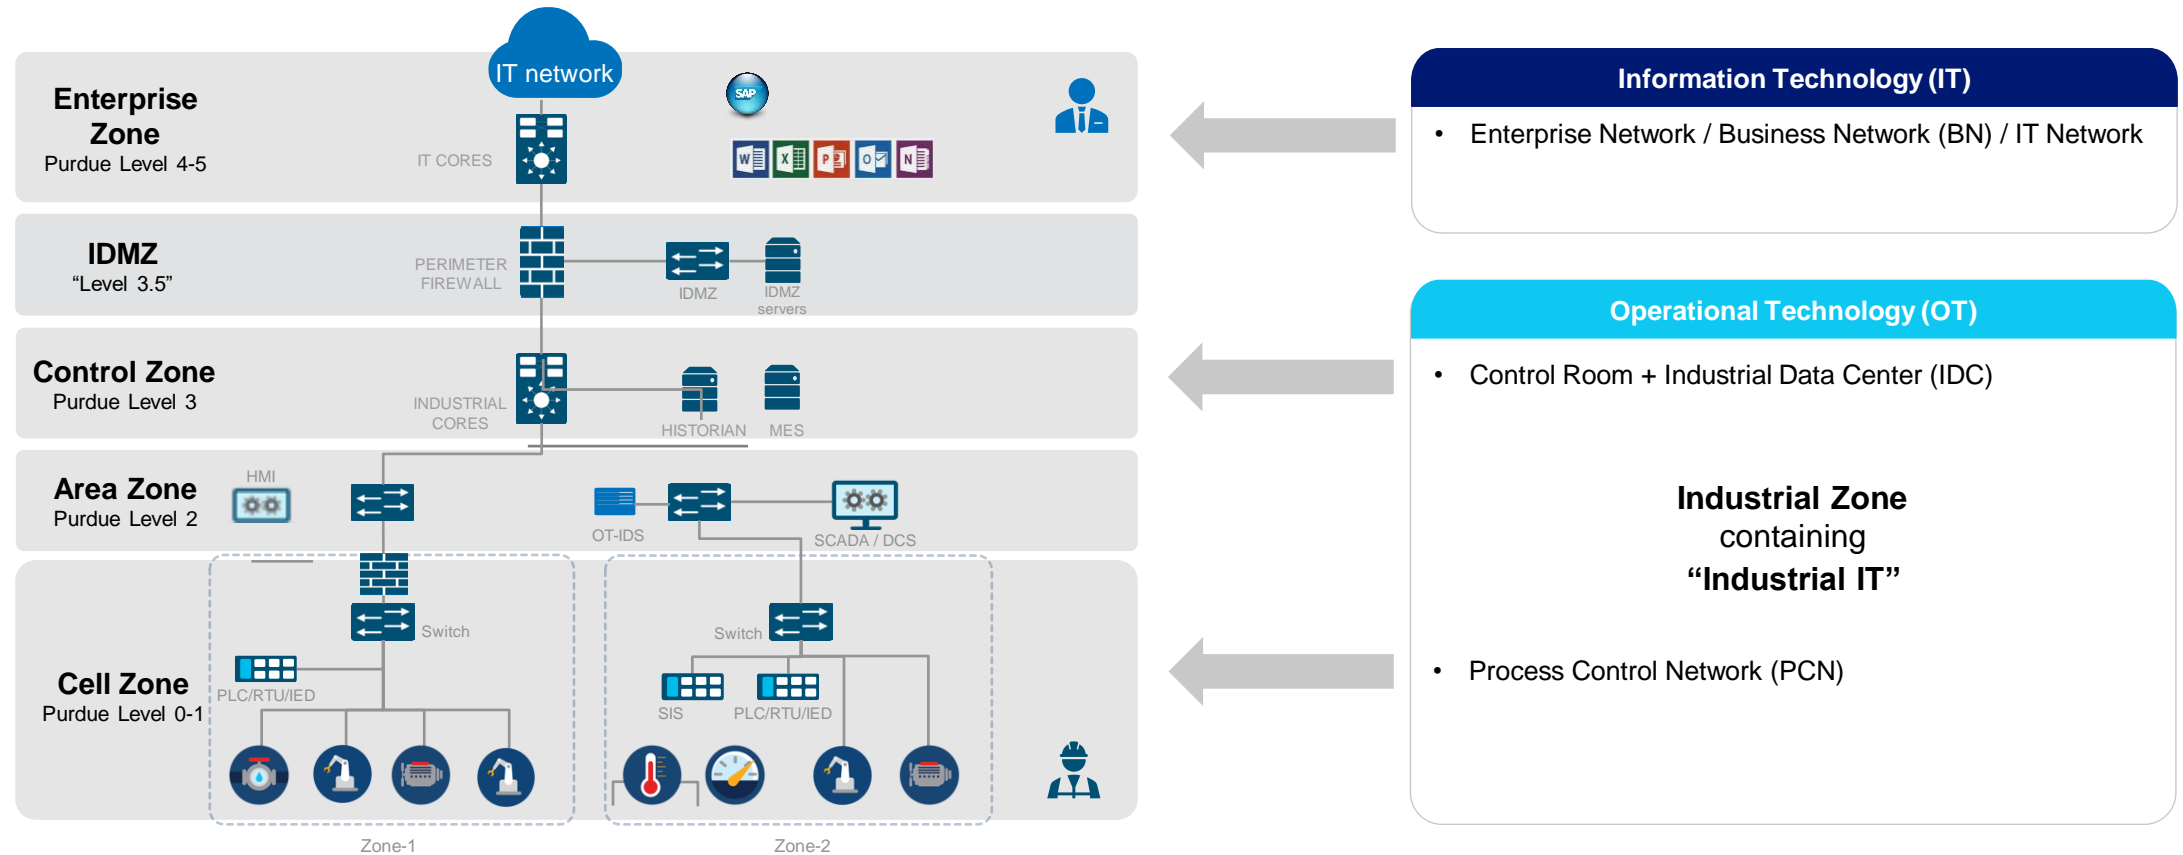 IT network
Enterprise
Zone
Purdue Level 4-5
IT CORES
SAP
W
X
P
O
N
IDMZ
“Level 3.5”
PERIMETER
FIREWALL
IDMZ
IDMZ
servers
Control Zone
Purdue Level 3
INDUSTRIAL
CORES
HISTORIAN
MES
Area Zone
Purdue Level 2
HMI
OT-IDS
SCADA / DCS
Cell Zone
Purdue Level 0-1
Switch
PLC/RTU/IED
Switch
SIS
PLC/RTU/IED
Zone-1
Zone-2
Information Technology (IT)
• Enterprise Network / Business Network (BN) / IT Network
Operational Technology (OT)
• Control Room + Industrial Data Center (IDC)
Industrial Zone
containing
“Industrial IT”
• Process Control Network (PCN)